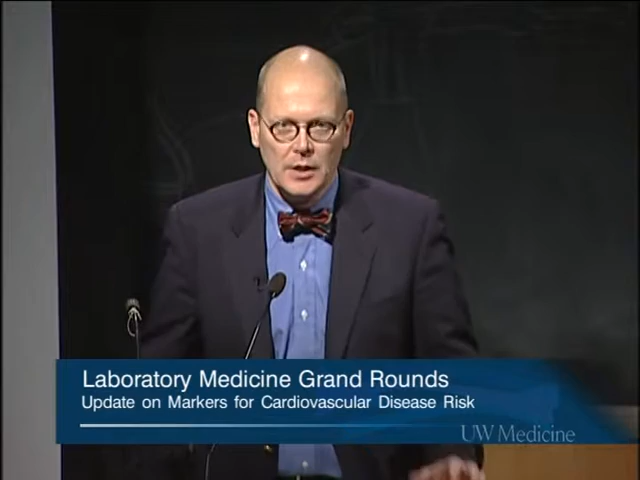 Laboratory Medicine Grand Rounds
Update on Markers for Cardiovascular Disease Risk
UW Medicine